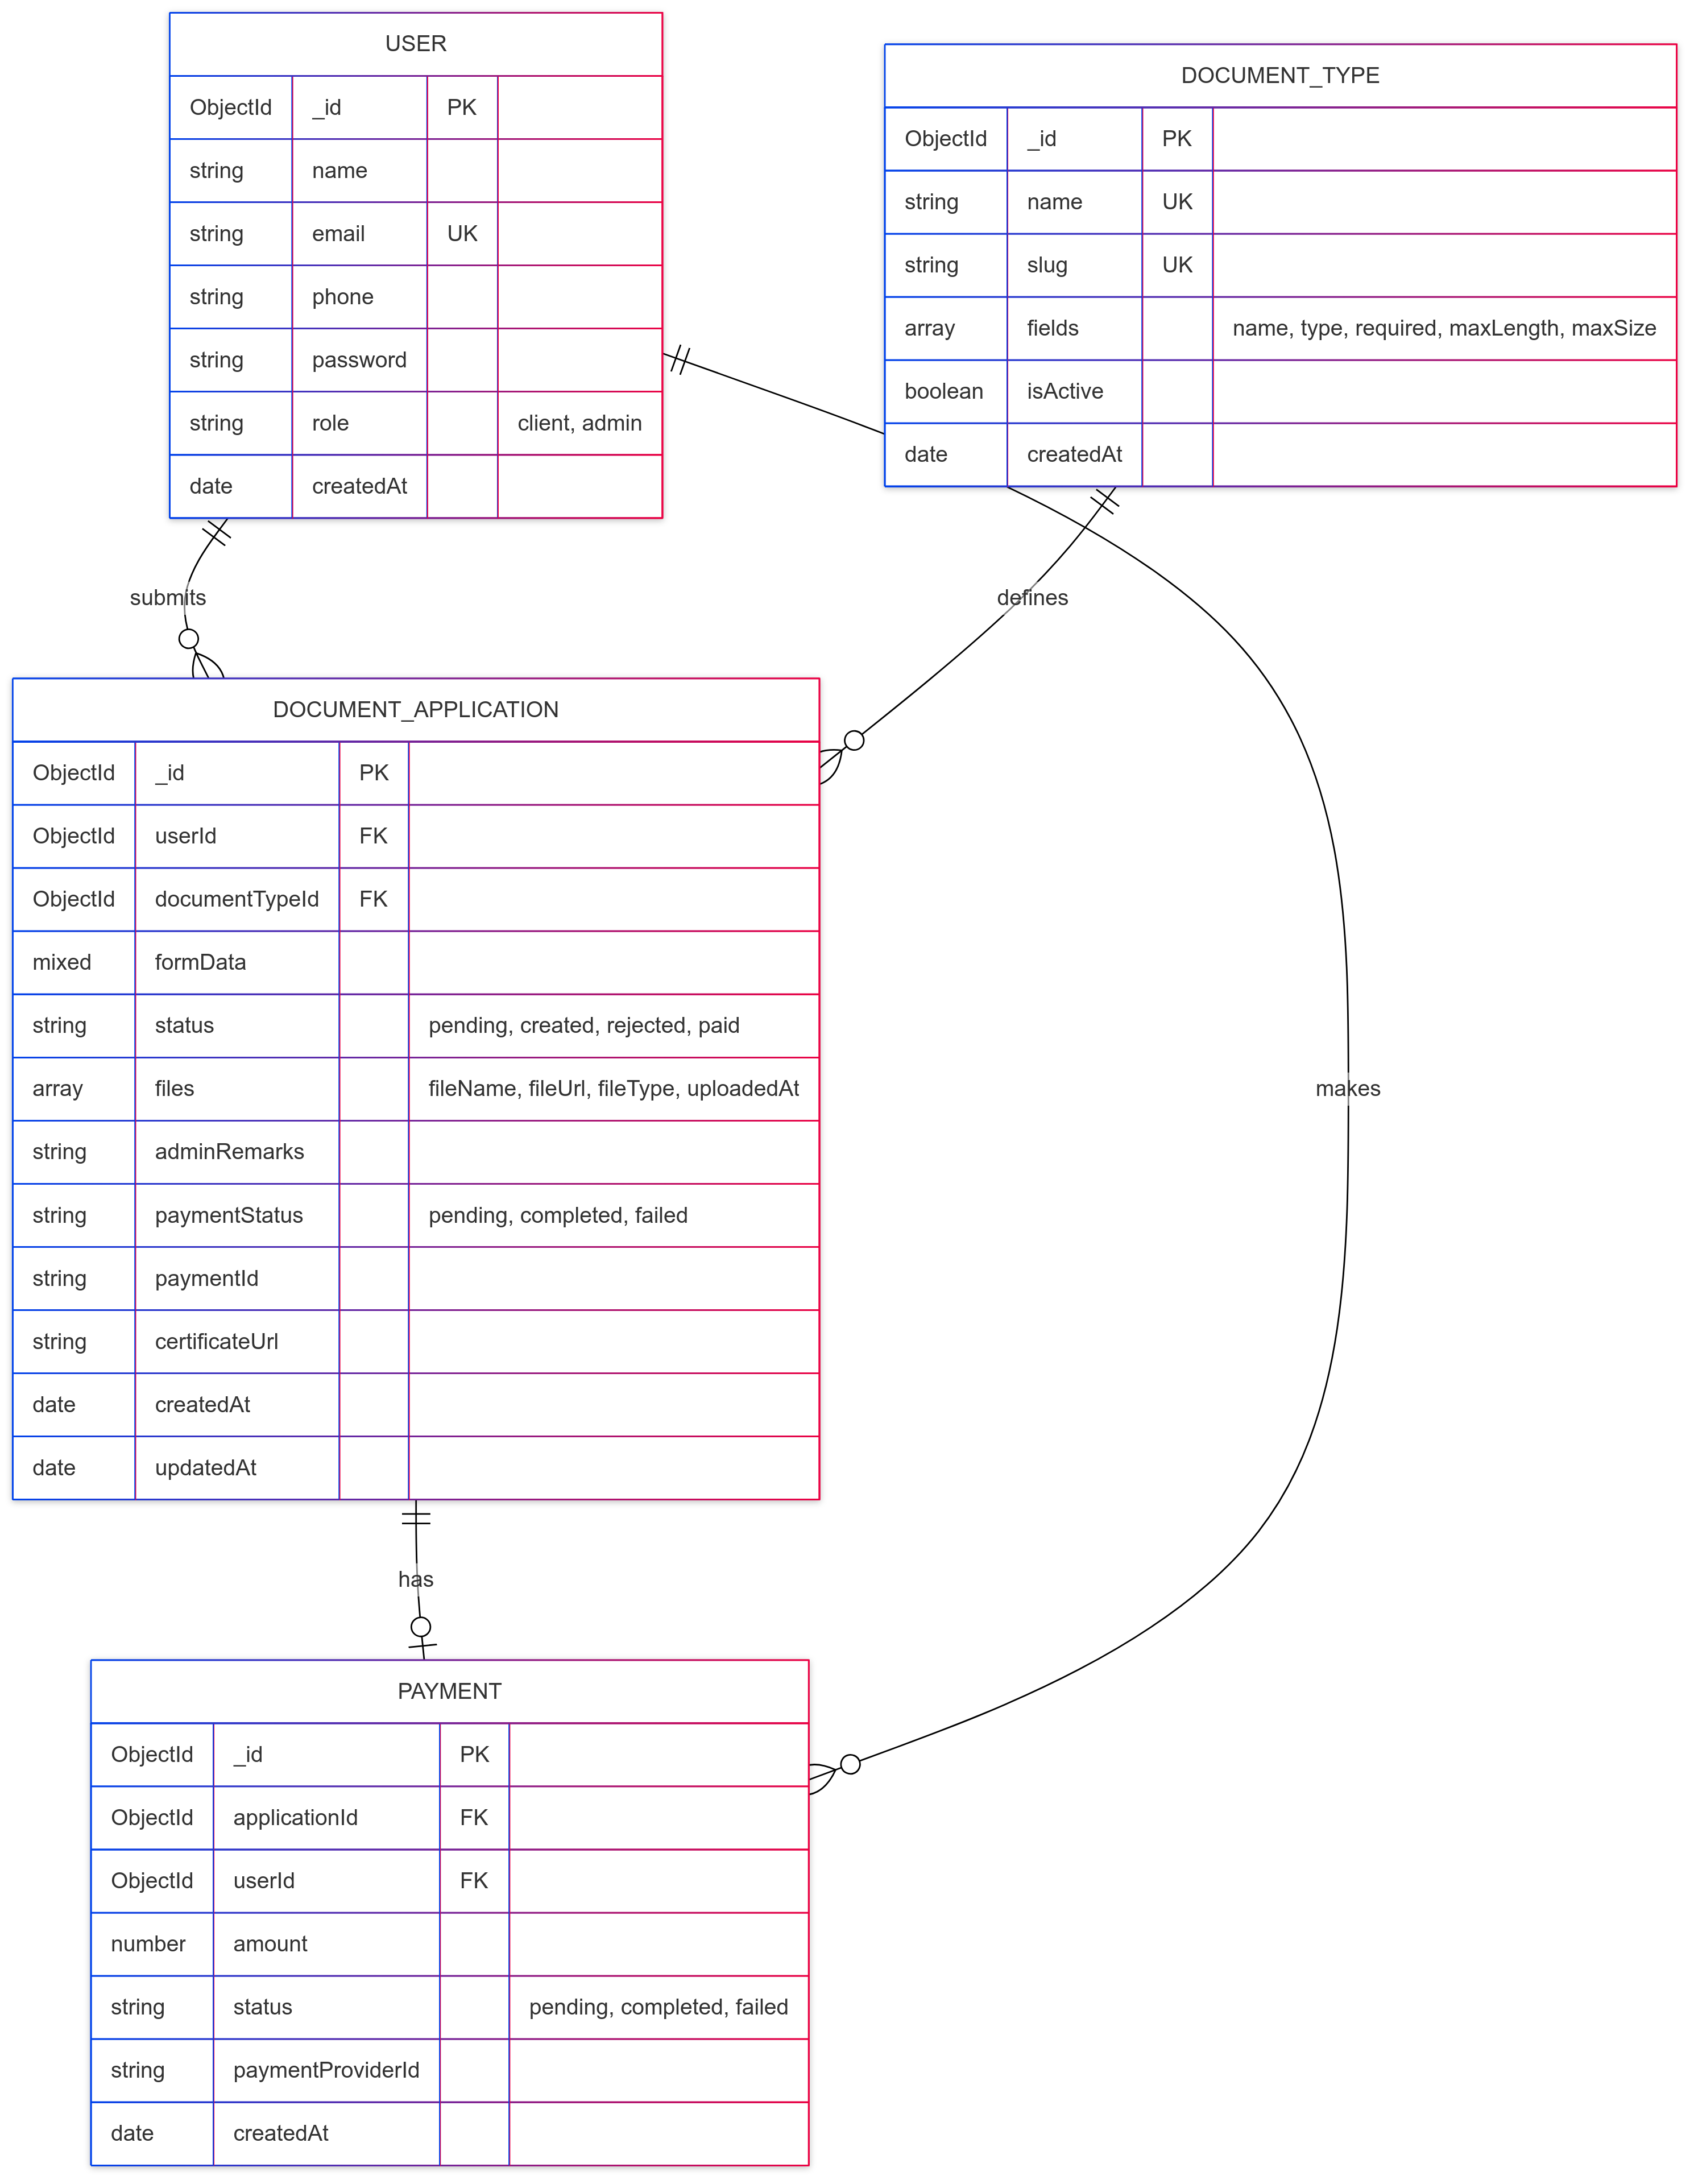 USER
ObjectId _id PK
string name
string email UK
string phone
string password
string role client, admin
date createdAt
DOCUMENT_TYPE
ObjectId _id PK
string name UK
string slug UK
array fields name, type, required, maxLength, maxSize
boolean isActive
date createdAt
submits
defines
DOCUMENT_APPLICATION
ObjectId _id PK
ObjectId userId FK
ObjectId documentTypeId FK
mixed formData
string status pending, created, rejected, paid
array files fileName, fileUrl, fileType, uploadedAt
string adminRemarks
string paymentStatus pending, completed, failed
string paymentId
string certificateUrl
date createdAt
date updatedAt
makes
has
PAYMENT
ObjectId _id PK
ObjectId applicationId FK
ObjectId userId FK
number amount
string status pending, completed, failed
string paymentProviderId
date createdAt